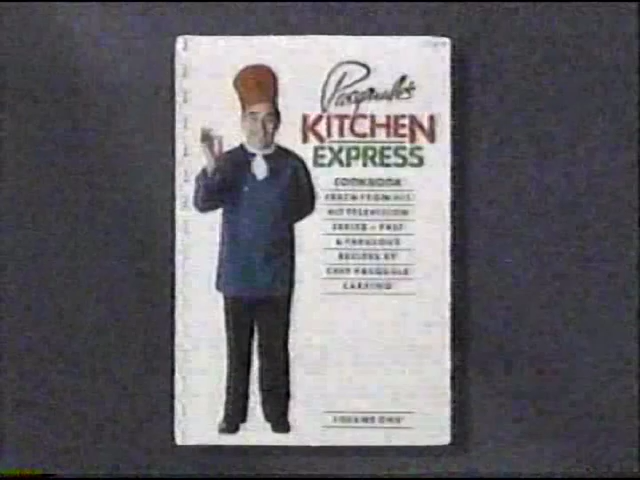 Pasquale's
KITCHEN
EXPRESS
COOKBOOK
FRESH FROM HIS
HIT TELEVISION
SERIES - FAST
& FABULOUS
RECIPES BY
CHEF PASQUALE
CARPINO
VOLUME ONE